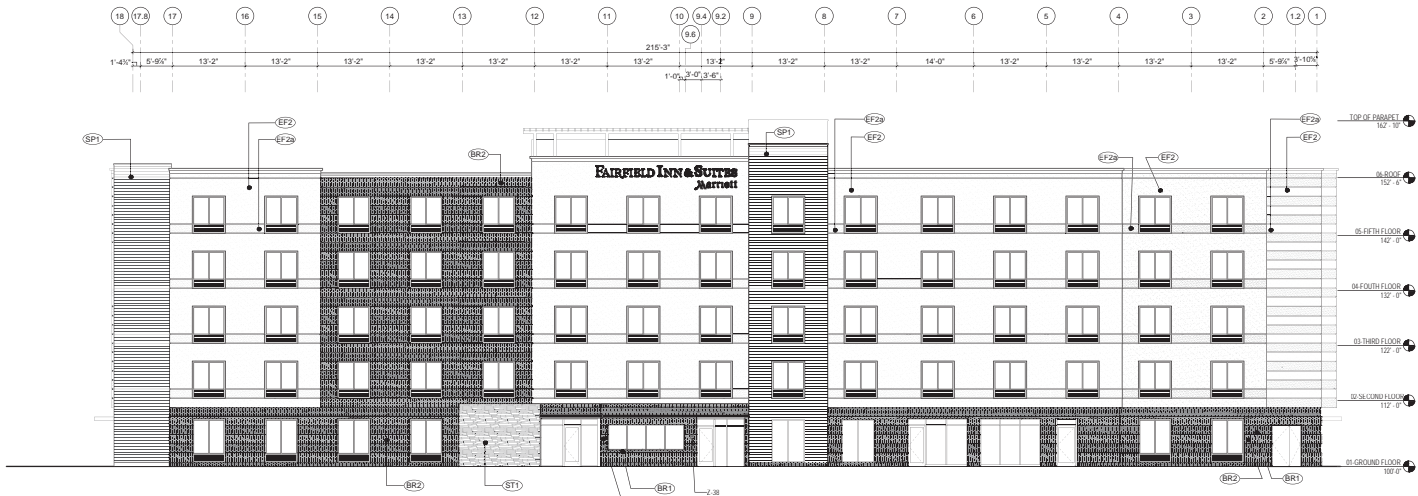 18 17.8 17 16 15 14 13 12 11 10 9.4 9.2 9 8 7 6 5 4 3 2 1.2 1
9.6
215'-3"
1'-4¾" 5'-9¼" 13'-2" 13'-2" 13'-2" 13'-2" 13'-2" 13'-2" 13'-2" 13'-2" 13'-2" 13'-2" 14'-0" 13'-2" 13'-2" 13'-2" 13'-2" 5'-9¼" 3'-10¾"
1'-0" 3'-0" 3'-6"
TOP OF PARAPET
162' - 10"
EF2 EF2a EF2a
SP1 EF2a SP1 EF2 EF2
BR2 EF2a EF2
FAIRFIELD INN & SUITES
Marriott
06-ROOF
152' - 6"
05-FIFTH FLOOR
142' - 0"
04-FOUTH FLOOR
132' - 0"
03-THIRD FLOOR
122' - 0"
02-SECOND FLOOR
112' - 0"
01-GROUND FLOOR
100'-0"
BR2 ST1 BR1 BR2 BR1
Z-38